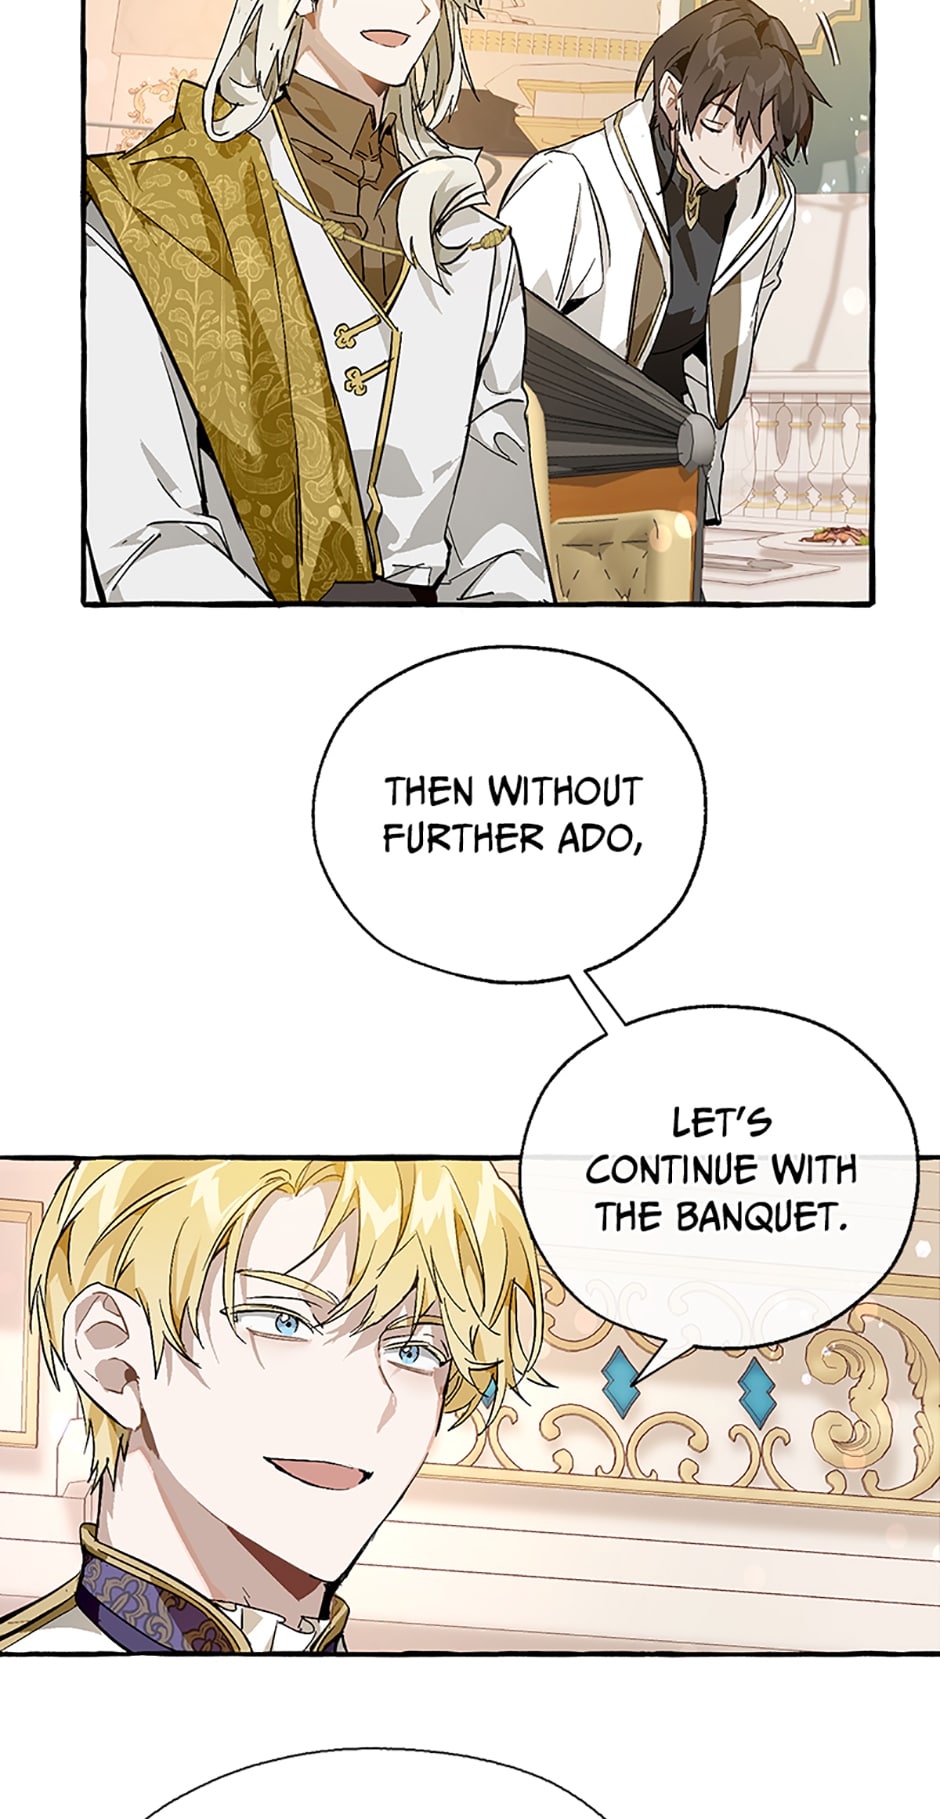 THEN WITHOUT
FURTHER ADO,
LET'S
CONTINUE WITH
THE BANQUET.